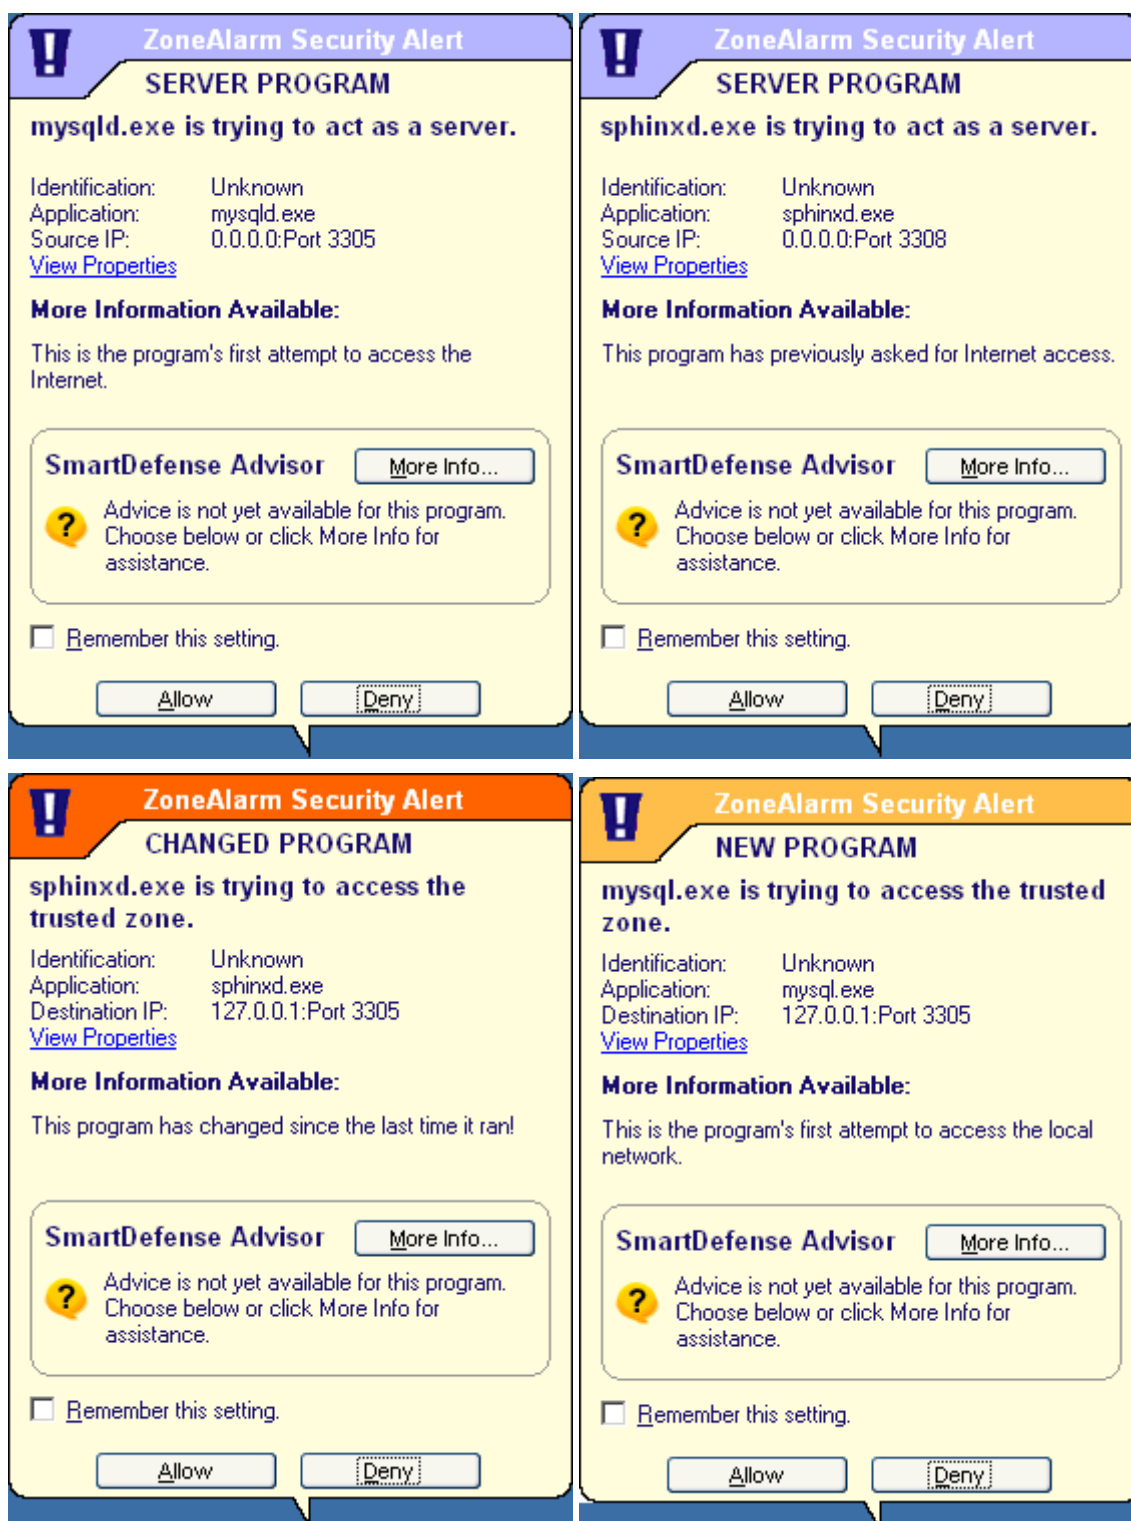 ZoneAlarm Security Alert
SERVER PROGRAM
mysqld.exe is trying to act as a server.
Identification: Unknown
Application: mysqld.exe
Source IP: 0.0.0.0:Port 3305
View Properties
More Information Available:
This is the program's first attempt to access the
Internet.
SmartDefense Advisor More Info...
? Advice is not yet available for this program.
Choose below or click More Info for
assistance.
Remember this setting.
Allow Deny
ZoneAlarm Security Alert
SERVER PROGRAM
sphinxd.exe is trying to act as a server.
Identification: Unknown
Application: sphinxd.exe
Source IP: 0.0.0.0:Port 3308
View Properties
More Information Available:
This program has previously asked for Internet access.
SmartDefense Advisor More Info...
? Advice is not yet available for this program.
Choose below or click More Info for
assistance.
Remember this setting.
Allow Deny
ZoneAlarm Security Alert
CHANGED PROGRAM
sphinxd.exe is trying to access the
trusted zone.
Identification: Unknown
Application: sphinxd.exe
Destination IP: 127.0.0.1:Port 3305
View Properties
More Information Available:
This program has changed since the last time it ran!
SmartDefense Advisor More Info...
? Advice is not yet available for this program.
Choose below or click More Info for
assistance.
Remember this setting.
Allow Deny
ZoneAlarm Security Alert
NEW PROGRAM
mysql.exe is trying to access the trusted
zone.
Identification: Unknown
Application: mysql.exe
Destination IP: 127.0.0.1:Port 3305
View Properties
More Information Available:
This is the program's first attempt to access the local
network.
SmartDefense Advisor More Info...
? Advice is not yet available for this program.
Choose below or click More Info for
assistance.
Remember this setting.
Allow Deny